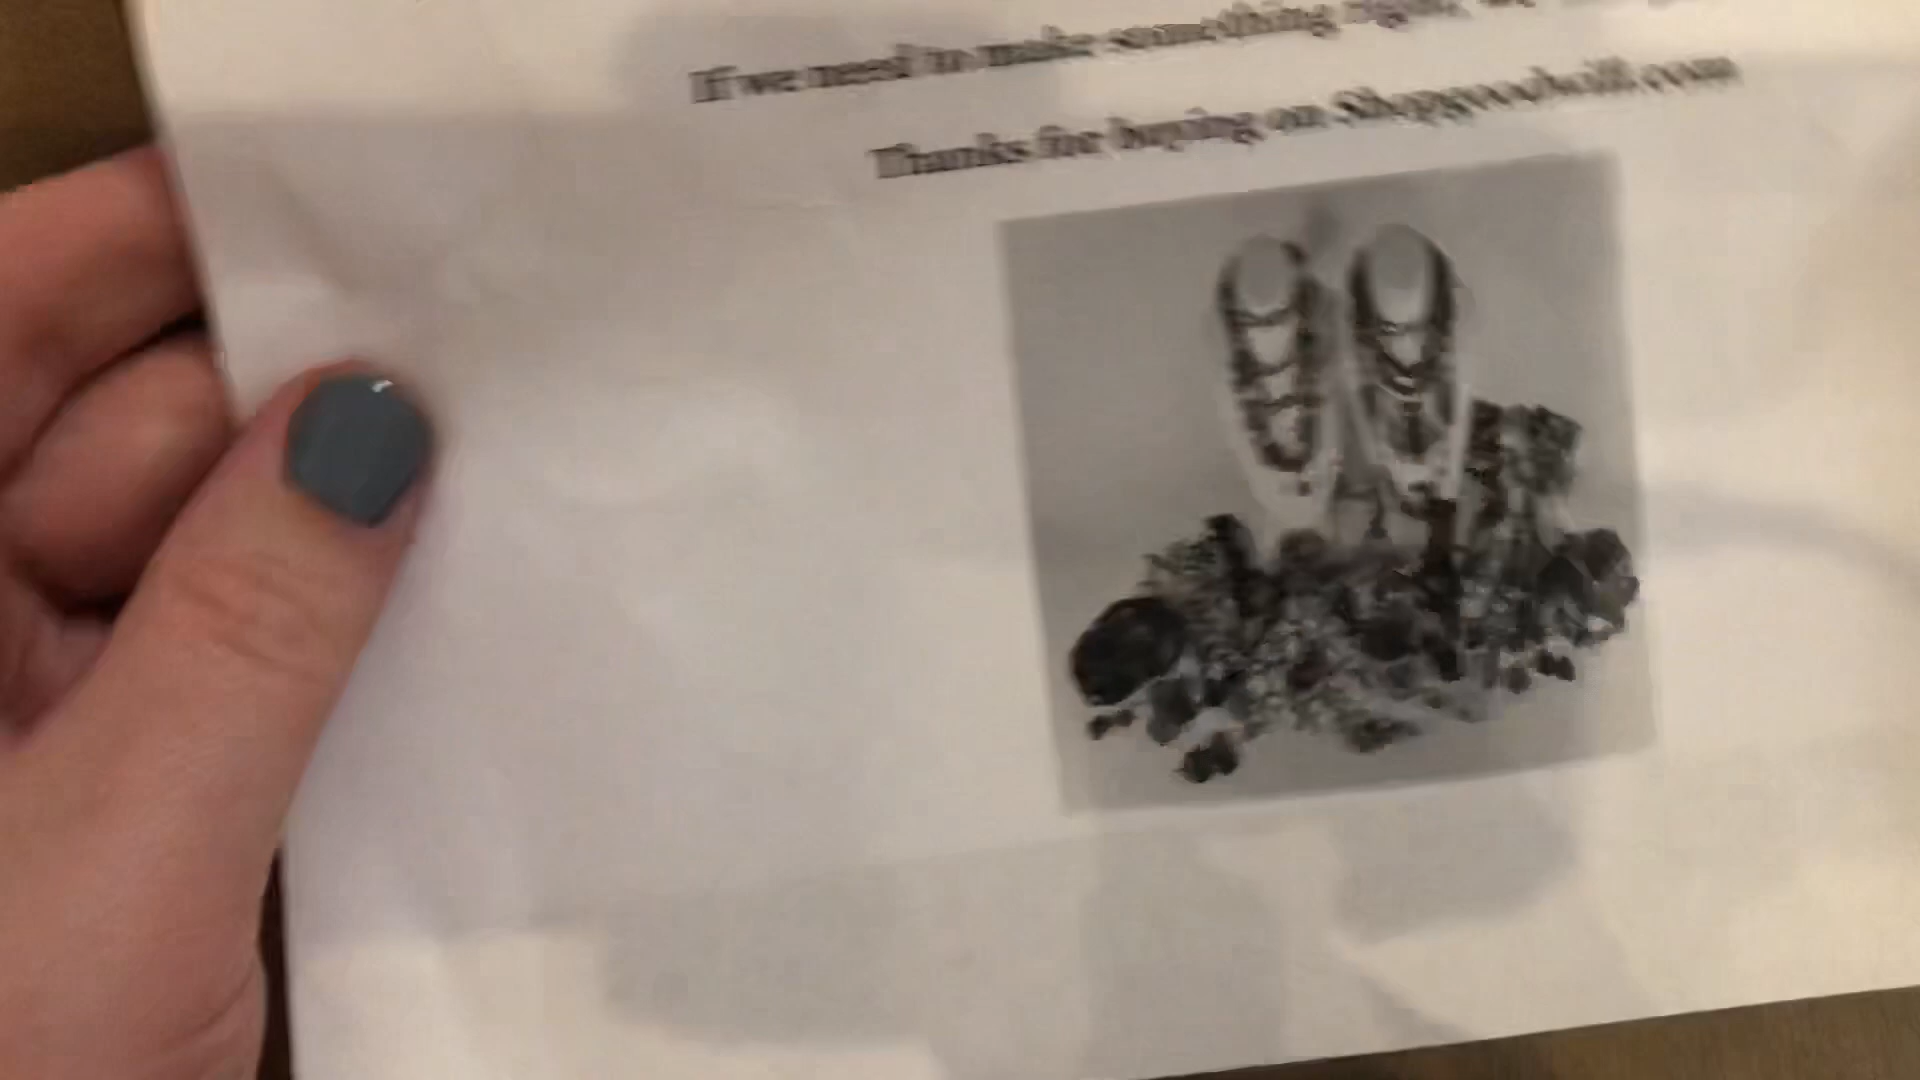 If we need to make something right,
Thanks for buying on Shopgoodwill.com